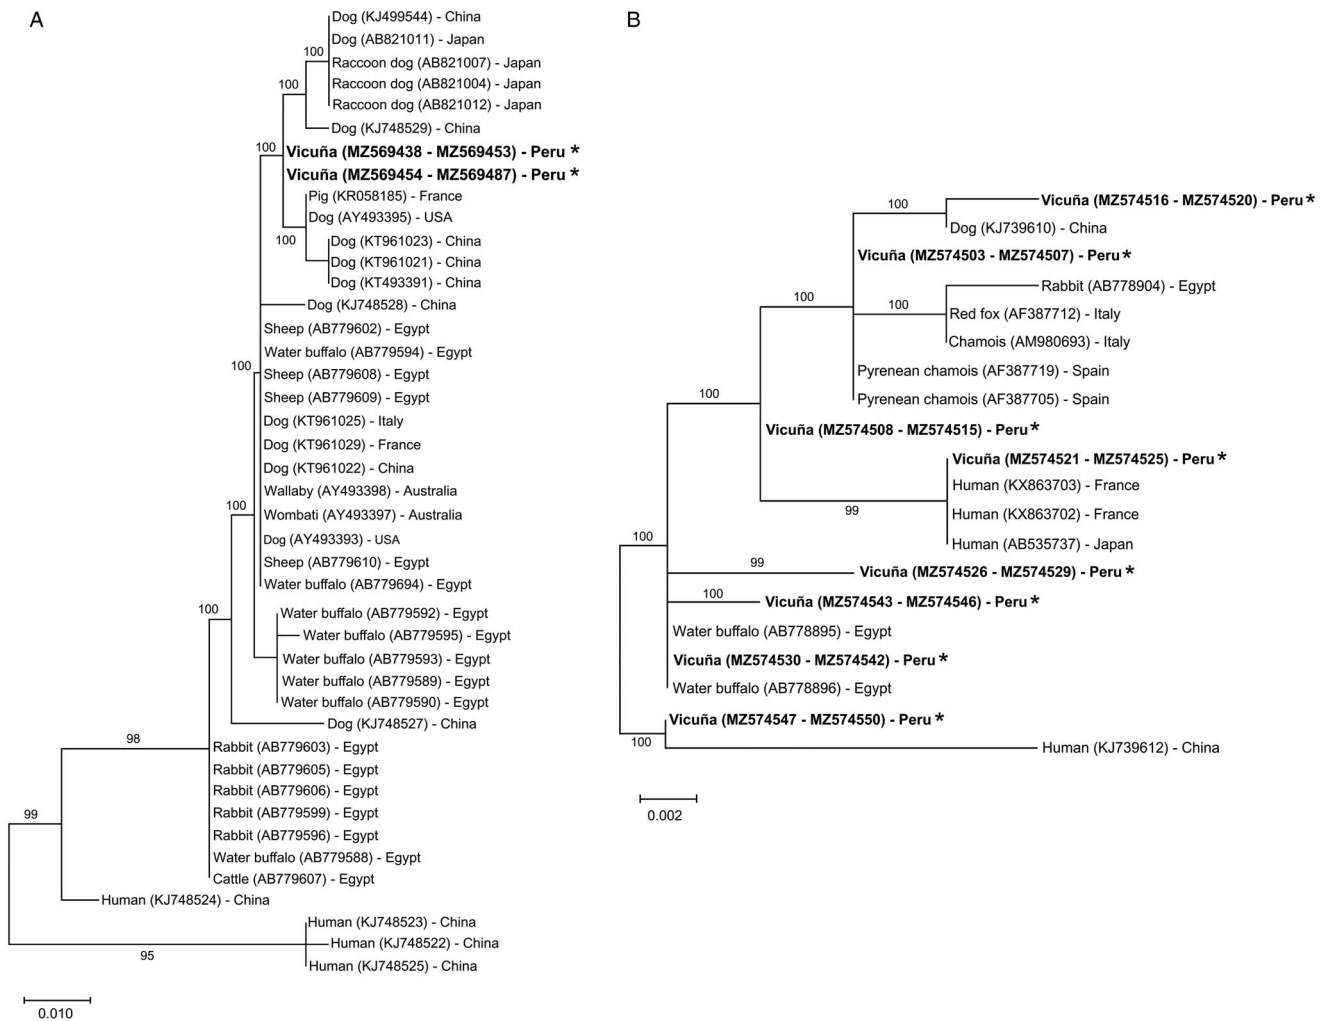 A
Dog (KJ499544) - China
Dog (AB821011) - Japan
100
Raccoon dog (AB821007) - Japan
100
Raccoon dog (AB821004) - Japan
Raccoon dog (AB821012) - Japan
Dog (KJ748529) - China
100
Vicuña (MZ569438 - MZ569453) - Peru *
Vicuña (MZ569454 - MZ569487) - Peru *
Pig (KR058185) - France
Dog (AY493395) - USA
100
Dog (KT961023) - China
Dog (KT961021) - China
Dog (KT493391) - China
Dog (KJ748528) - China
Sheep (AB779602) - Egypt
Water buffalo (AB779594) - Egypt
100
Sheep (AB779608) - Egypt
Sheep (AB779609) - Egypt
Dog (KT961025) - Italy
Dog (KT961029) - France
Dog (KT961022) - China
Wallaby (AY493398) - Australia
100
Wombati (AY493397) - Australia
Dog (AY493393) - USA
Sheep (AB779610) - Egypt
Water buffalo (AB779694) - Egypt
100
Water buffalo (AB779592) - Egypt
Water buffalo (AB779595) - Egypt
Water buffalo (AB779593) - Egypt
Water buffalo (AB779589) - Egypt
Water buffalo (AB779590) - Egypt
Dog (KJ748527) - China
98
Rabbit (AB779603) - Egypt
Rabbit (AB779605) - Egypt
Rabbit (AB779606) - Egypt
99
Rabbit (AB779599) - Egypt
Rabbit (AB779596) - Egypt
Water buffalo (AB779588) - Egypt
Cattle (AB779607) - Egypt
Human (KJ748524) - China
Human (KJ748523) - China
Human (KJ748522) - China
95
Human (KJ748525) - China
0.010
B
100
Vicuña (MZ574516 - MZ574520) - Peru *
Dog (KJ739610) - China
Vicuña (MZ574503 - MZ574507) - Peru *
100
Rabbit (AB778904) - Egypt
100
Red fox (AF387712) - Italy
Chamois (AM980693) - Italy
Pyrenean chamois (AF387719) - Spain
100
Pyrenean chamois (AF387705) - Spain
Vicuña (MZ574508 - MZ574515) - Peru *
Vicuña (MZ574521 - MZ574525) - Peru *
Human (KX863703) - France
99
Human (KX863702) - France
100
Human (AB535737) - Japan
99
Vicuña (MZ574526 - MZ574529) - Peru *
100
Vicuña (MZ574543 - MZ574546) - Peru *
Water buffalo (AB778895) - Egypt
Vicuña (MZ574530 - MZ574542) - Peru *
Water buffalo (AB778896) - Egypt
Vicuña (MZ574547 - MZ574550) - Peru *
100
Human (KJ739612) - China
0.002